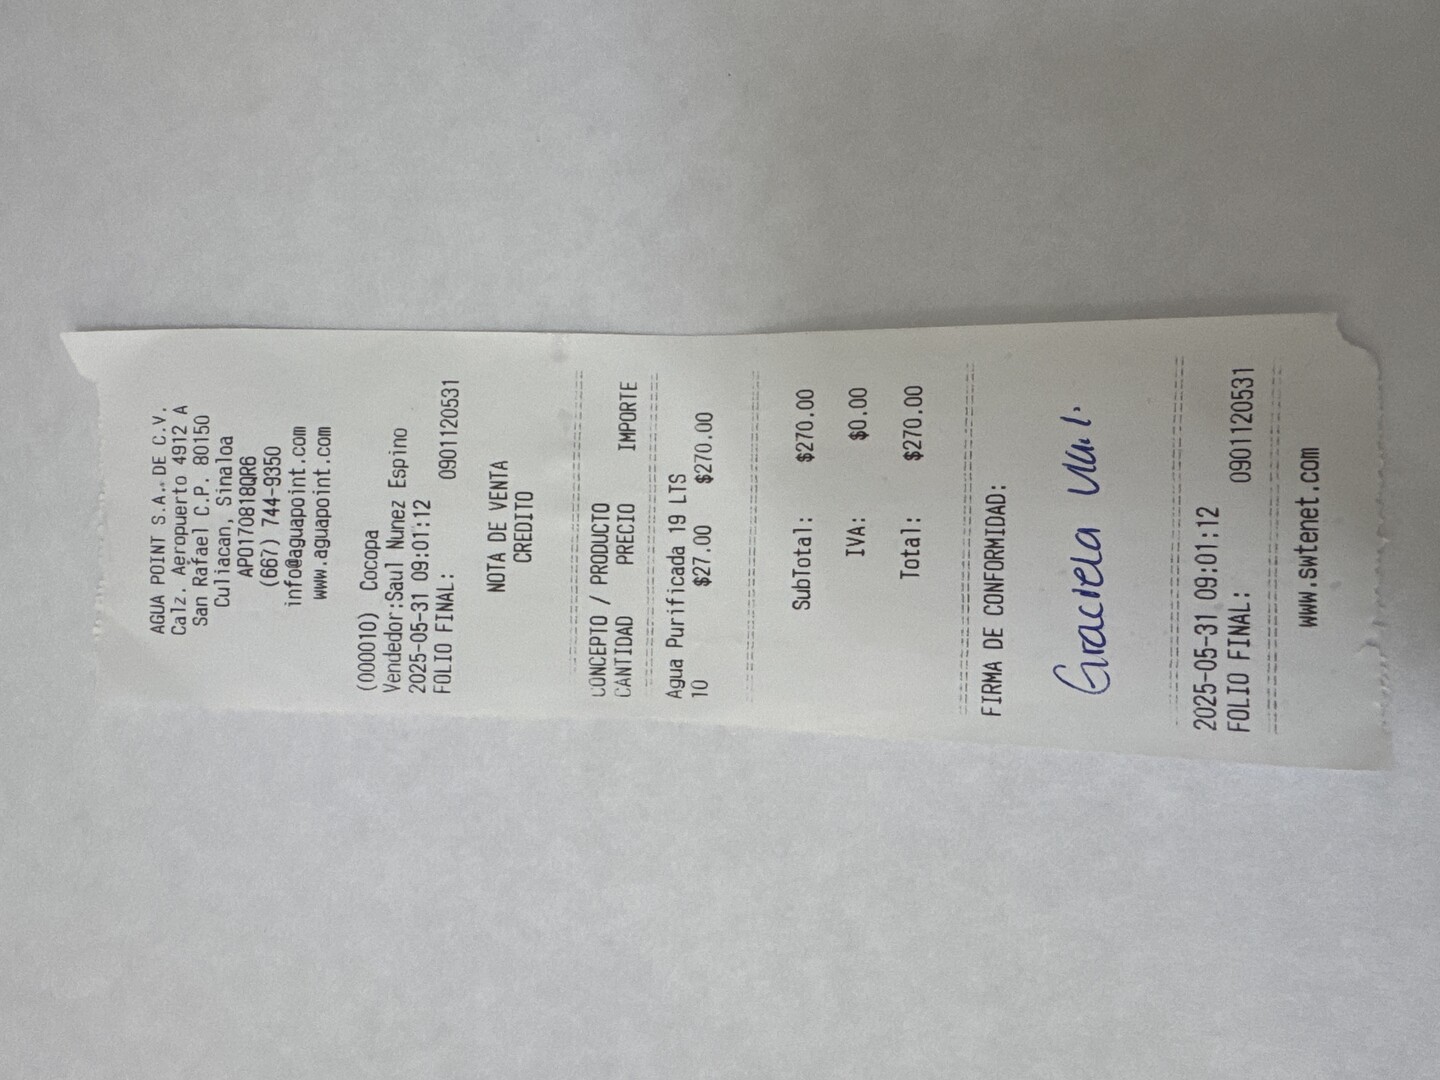 AGUA POINT S.A. DE C.V.
Calz. Aeropuerto 4912 A
San Rafael C.P. 80150
Culiacan, Sinaloa
APO170818QR6
(667) 744-9350
info@aguapoint.com
www.aguapoint.com
(000010) Cocopa
Vendedor:Saul Nunez Espino
2025-05-31 09:01:12
FOLIO FINAL: 0901120531
NOTA DE VENTA
CREDITO
CONCEPTO / PRODUCTO
CANTIDAD PRECIO IMPORTE
Agua Purificada 19 LTS
10 $27.00 $270.00
SubTotal: $270.00
IVA: $0.00
Total: $270.00
FIRMA DE CONFORMIDAD:
Graciela
2025-05-31 09:01:12
FOLIO FINAL: 0901120531
www.swtenet.com